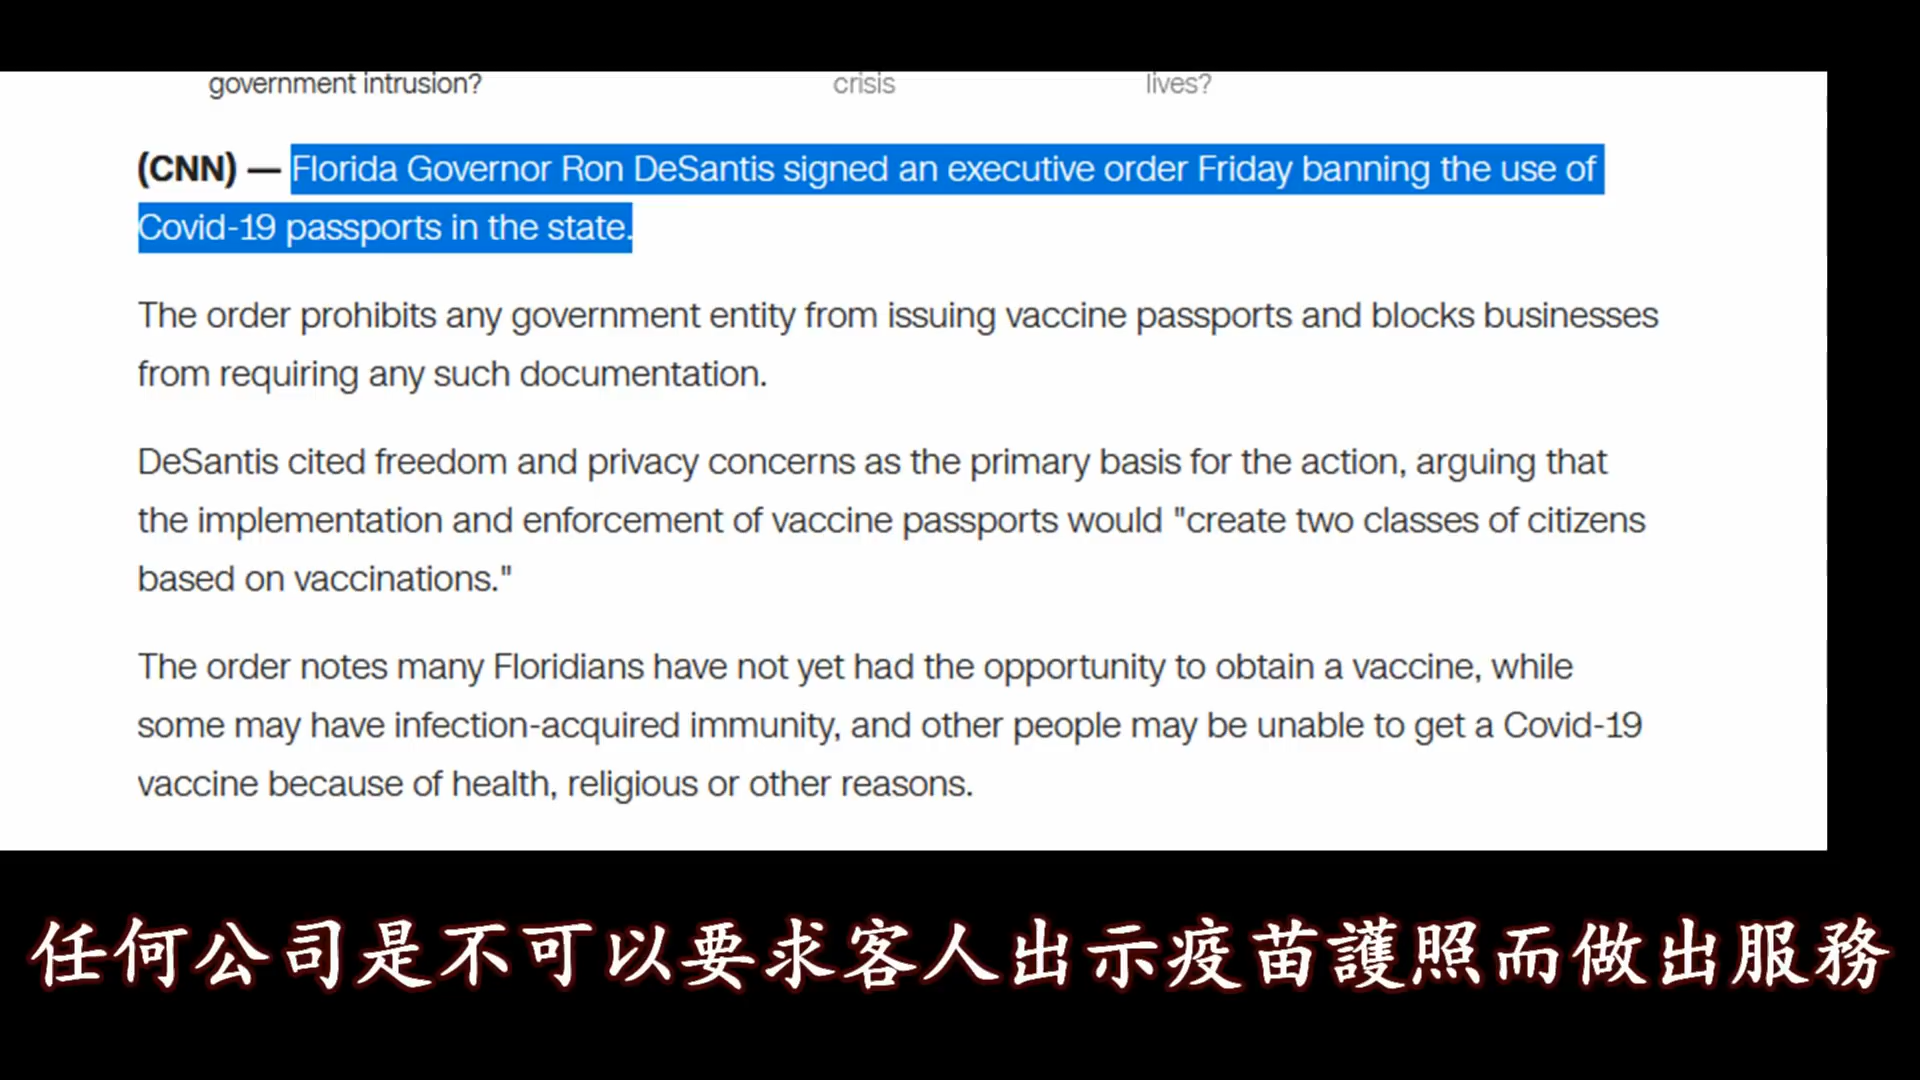 government intrusion?
crisis
lives?
(CNN) — Florida Governor Ron DeSantis signed an executive order Friday banning the use of
Covid-19 passports in the state.
The order prohibits any government entity from issuing vaccine passports and blocks businesses
from requiring any such documentation.
DeSantis cited freedom and privacy concerns as the primary basis for the action, arguing that
the implementation and enforcement of vaccine passports would "create two classes of citizens
based on vaccinations."
The order notes many Floridians have not yet had the opportunity to obtain a vaccine, while
some may have infection-acquired immunity, and other people may be unable to get a Covid-19
vaccine because of health, religious or other reasons.
任何公司是不可以要求客人出示疫苗護照而做出服務